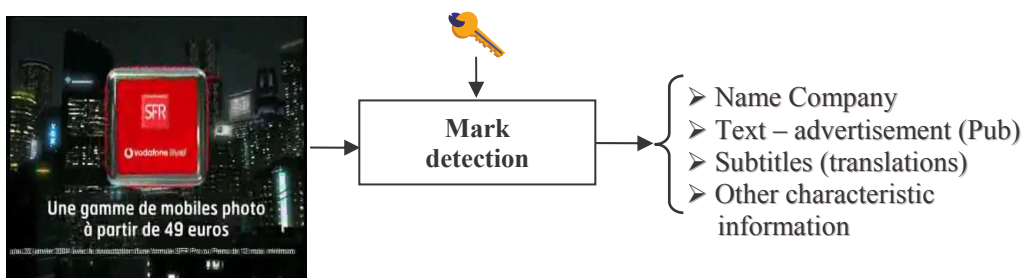 SFR
vodafone live!
Une gamme de mobiles photo
à partir de 49 euros
Mark
detection
➢ Name Company
➢ Text – advertisement (Pub)
➢ Subtitles (translations)
➢ Other characteristic
information